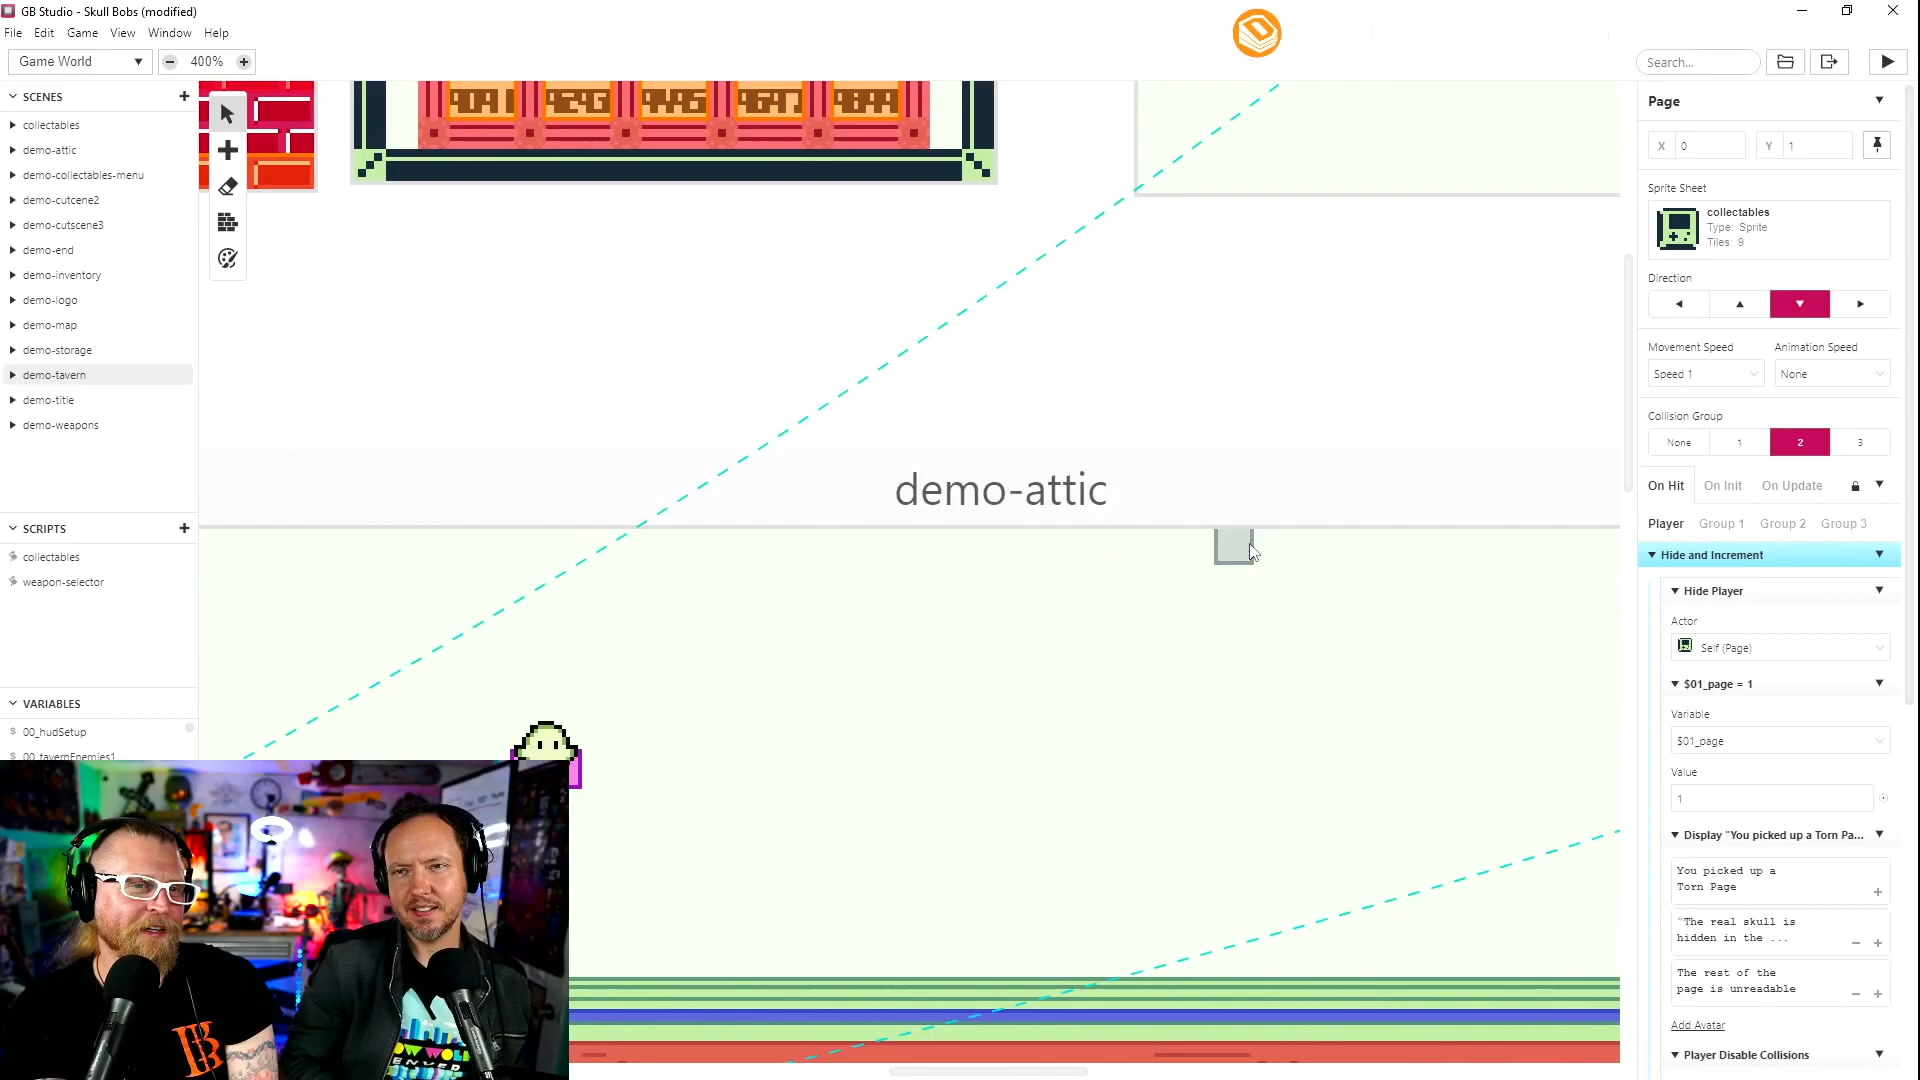 GB Studio - Skull Bobs (modified)
File Edit Game View Window Help
Game World
400%
Search...
SCENES
collectables
demo-attic
demo-collectables-menu
demo-cutcene2
demo-cutscene3
demo-end
demo-inventory
demo-logo
demo-map
demo-storage
demo-tavern
demo-title
demo-weapons
SCRIPTS
collectables
weapon-selector
VARIABLES
$ 00_hudSetup
$ 00_tavernEnemies1
demo-attic
Page
X 0 Y 1
Sprite Sheet
collectables
Type: Sprite
Tiles: 9
Direction
Movement Speed Animation Speed
Speed 1 None
Collision Group
None 1 2 3
On Hit On Init On Update
Player Group 1 Group 2 Group 3
Hide and Increment
Hide Player
Actor
Self (Page)
$01_page = 1
Variable
$01_page
Value
1
Display "You picked up a Torn Pa...
You picked up a
Torn Page
"The real skull is
hidden in the ...
The rest of the
page is unreadable
Add Avatar
Player Disable Collisions